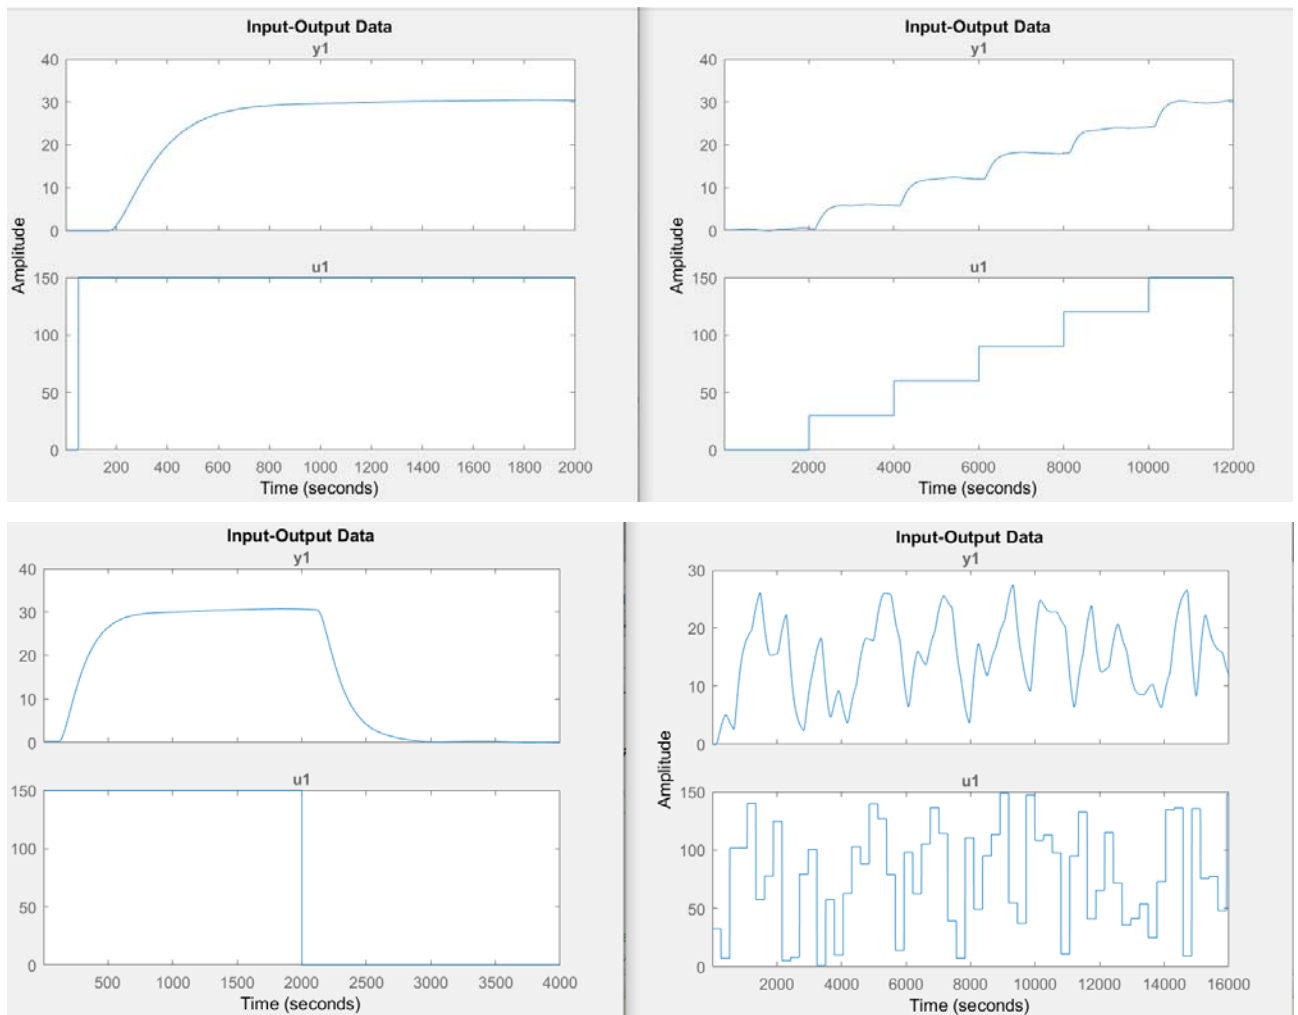 Input-Output Data
y1
40
30
20
10
0
Amplitude
u1
150
100
50
0
200 400 600 800 1000 1200 1400 1600 1800 2000
Time (seconds)
Input-Output Data
y1
40
30
20
10
0
Amplitude
u1
150
100
50
0
2000 4000 6000 8000 10000 12000
Time (seconds)
Input-Output Data
y1
40
30
20
10
0
u1
150
100
50
0
500 1000 1500 2000 2500 3000 3500 4000
Time (seconds)
Input-Output Data
y1
30
20
10
0
Amplitude
u1
150
100
50
0
2000 4000 6000 8000 10000 12000 14000 16000
Time (seconds)